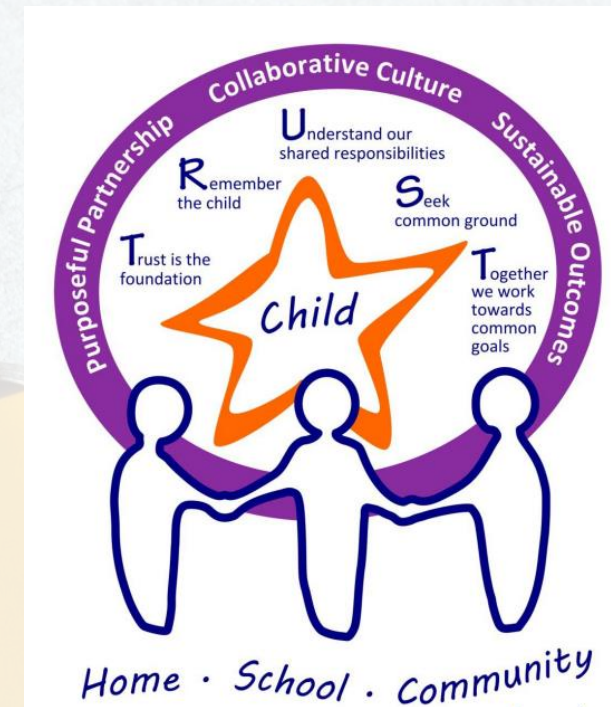 Purposeful Partnership
Collaborative Culture
Sustainable Outcomes
Trust is the
foundation
Remember
the child
Understand our
shared responsibilities
Seek
common ground
Together
we work
towards
common
goals
Child
Home · School · Community